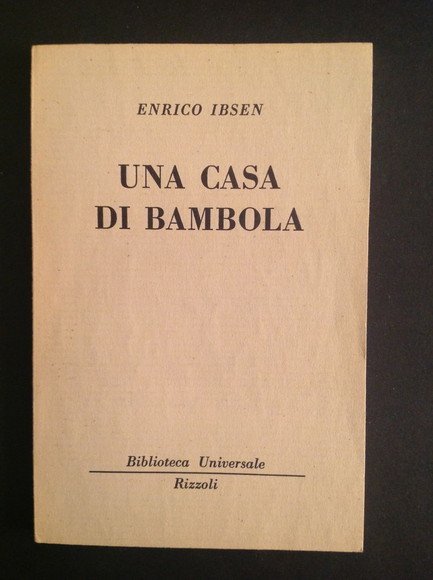 ENRICO IBSEN
UNA CASA
DI BAMBOLA
Biblioteca Universale
Rizzoli